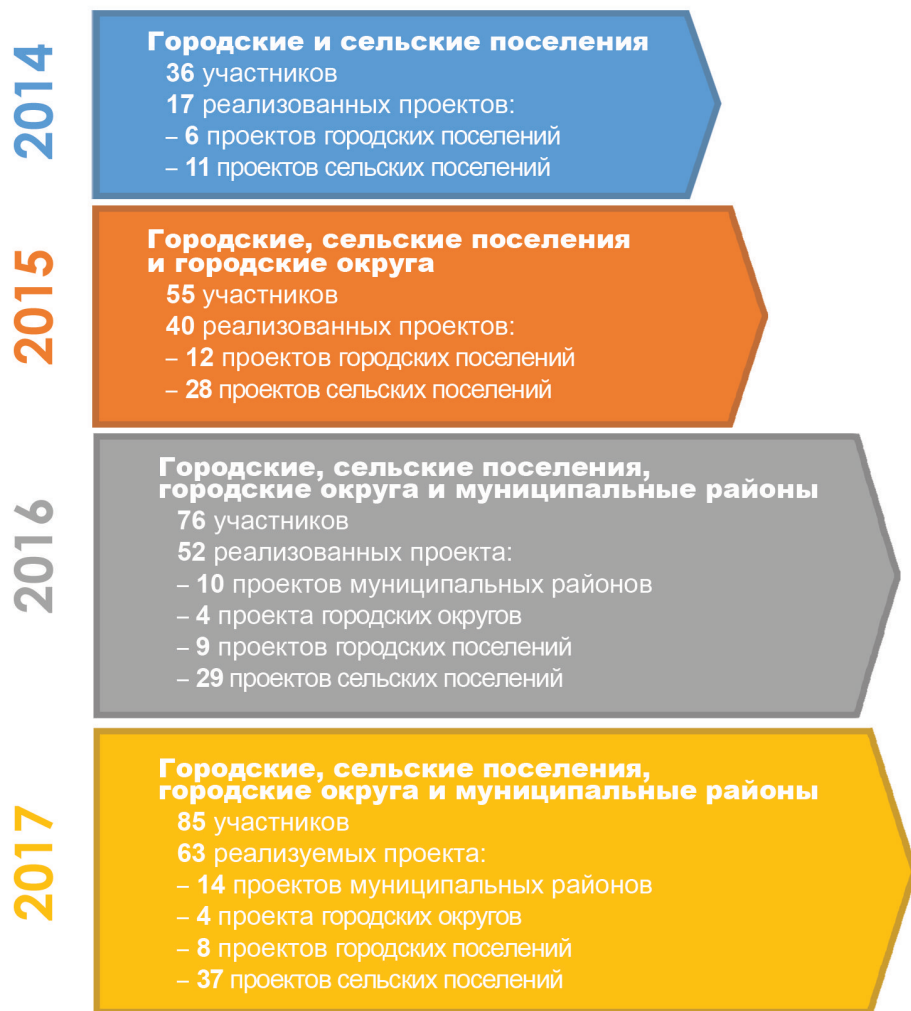 2014
Городские и сельские поселения
36 участников
17 реализованных проектов:
– 6 проектов городских поселений
– 11 проектов сельских поселений
2015
Городские, сельские поселения
и городские округа
55 участников
40 реализованных проектов:
– 12 проектов городских поселений
– 28 проектов сельских поселений
2016
Городские, сельские поселения,
городские округа и муниципальные районы
76 участников
52 реализованных проекта:
– 10 проектов муниципальных районов
– 4 проекта городских округов
– 9 проектов городских поселений
– 29 проектов сельских поселений
2017
Городские, сельские поселения,
городские округа и муниципальные районы
85 участников
63 реализуемых проекта:
– 14 проектов муниципальных районов
– 4 проекта городских округов
– 8 проектов городских поселений
– 37 проектов сельских поселений